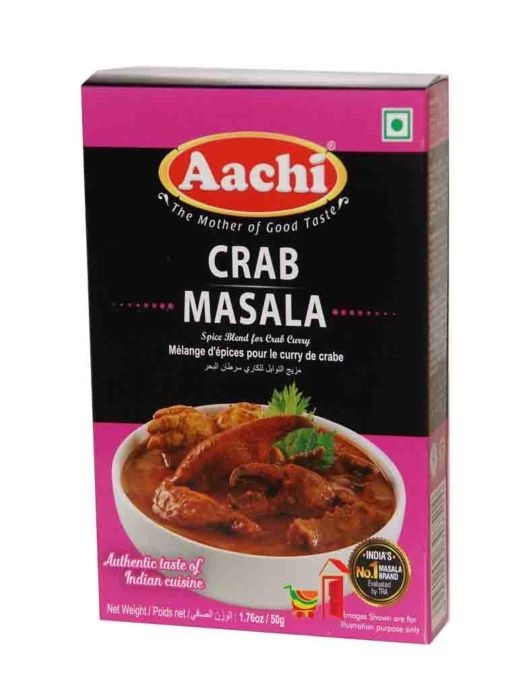 Aachi®
The Mother of Good Taste
CRAB
MASALA
Spice Blend for Crab Curry
Mélange d'épices pour le curry de crabe
مزيج التوابل للكاري سرطان البحر
Authentic taste of
Indian cuisine
INDIA'S
No.1 MASALA
BRAND
Evaluated
by TRA
Net Weight / Poids net / الوزن الصافي : 1.76oz / 50g
Images Shown are for
illustration purpose only